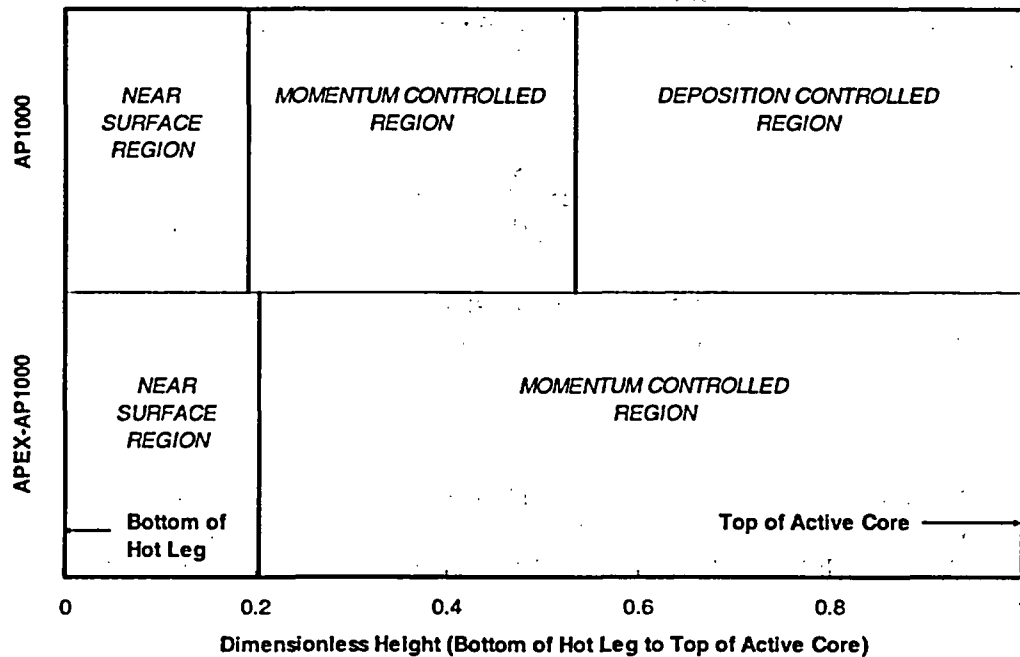 AP1000
NEAR
SURFACE
REGION
MOMENTUM CONTROLLED
REGION
DEPOSITION CONTROLLED
REGION
APEX-AP1000
NEAR
SURFACE
REGION
MOMENTUM CONTROLLED
REGION
Bottom of
Hot Leg
Top of Active Core
0
0.2
0.4
0.6
0.8
Dimensionless Height (Bottom of Hot Leg to Top of Active Core)